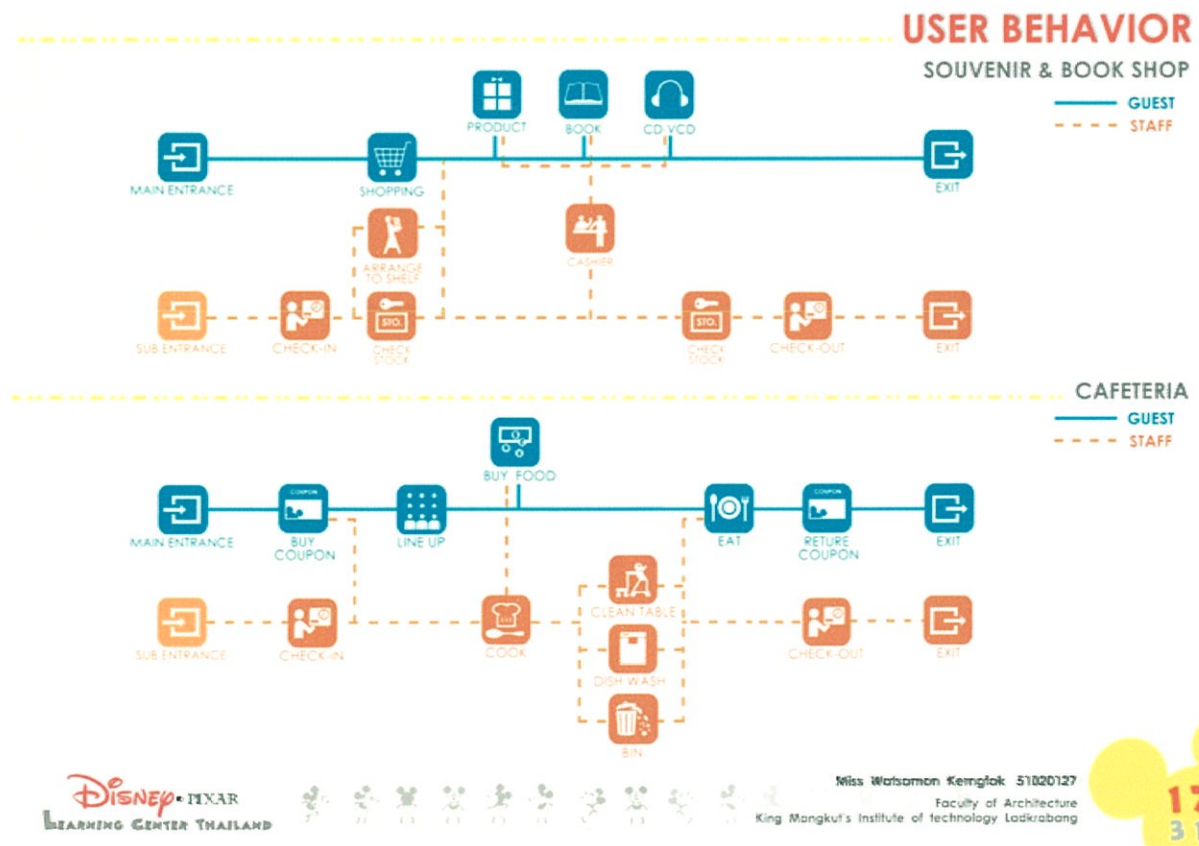 USER BEHAVIOR
SOUVENIR & BOOK SHOP
GUEST
STAFF
PRODUCT
BOOK
CD VCD
MAIN ENTRANCE
SHOPPING
EXIT
ARRANGE
TO SHELF
CASHIER
STO.
STO.
SUB ENTRANCE
CHECK-IN
CHECK
STOCK
CHECK
STOCK
CHECK-OUT
EXIT
CAFETERIA
GUEST
STAFF
BUY FOOD
COUPON
COUPON
MAIN ENTRANCE
BUY
COUPON
LINE UP
EAT
RETURE
COUPON
EXIT
CLEAN TABLE
SUB ENTRANCE
CHECK-IN
COOK
CHECK-OUT
EXIT
DISH WASH
BIN
DISNEY • PIXAR
LEARNING CENTER THAILAND
Miss Watsamon Kerngfak 51020127
Faculty of Architecture
King Mongkut's Institute of technology Ladkrabang